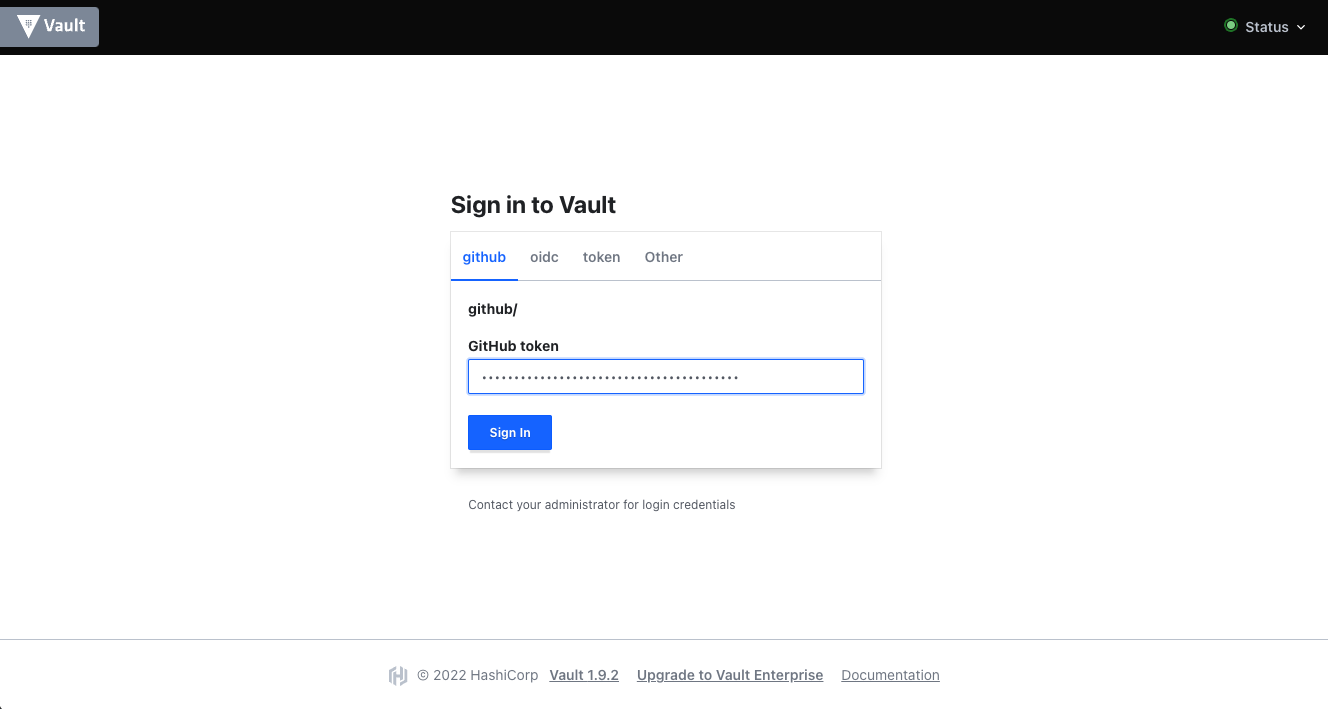 Vault
Status
Sign in to Vault
github oidc token Other
github/
GitHub token
••••••••••••••••••••••••••••••••••••••••
Sign In
Contact your administrator for login credentials
© 2022 HashiCorp Vault 1.9.2 Upgrade to Vault Enterprise Documentation